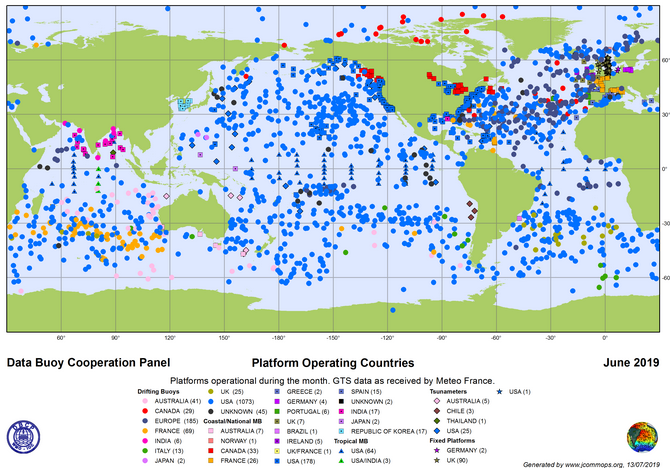 90°
60°
30°
0°
-30°
-60°
60°
90°
120°
150°
-180°
-150°
-120°
-90°
-60°
-30°
0°
Data Buoy Cooperation Panel
Platform Operating Countries
June 2019
Platforms operational during the month. GTS data as received by Meteo France.
Drifting Buoys
AUSTRALIA (41)
CANADA (29)
EUROPE (185)
FRANCE (69)
INDIA (6)
ITALY (13)
JAPAN (2)
UK (25)
USA (1073)
UNKNOWN (45)
Coastal/National MB
AUSTRALIA (7)
NORWAY (1)
CANADA (33)
FRANCE (26)
GREECE (2)
GERMANY (4)
PORTUGAL (6)
UK (7)
BRAZIL (1)
IRELAND (5)
UK/FRANCE (1)
USA (178)
SPAIN (15)
UNKNOWN (2)
INDIA (17)
JAPAN (2)
REPUBLIC OF KOREA (17)
Tropical MB
USA (64)
USA/INDIA (3)
Tsunameters
AUSTRALIA (5)
CHILE (3)
THAILAND (1)
USA (25)
Fixed Platforms
GERMANY (2)
UK (90)
USA (1)
Generated by www.jcommops.org, 13/07/2019